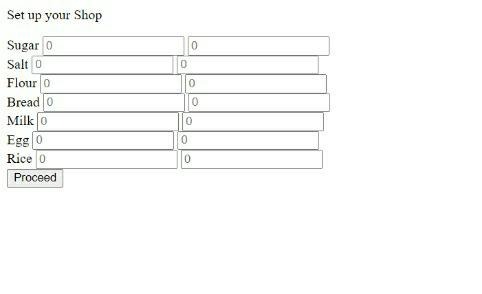 Set up your Shop
Sugar 0 0
Salt 0 0
Flour 0 0
Bread 0 0
Milk 0 0
Egg 0 0
Rice 0 0
Proceed